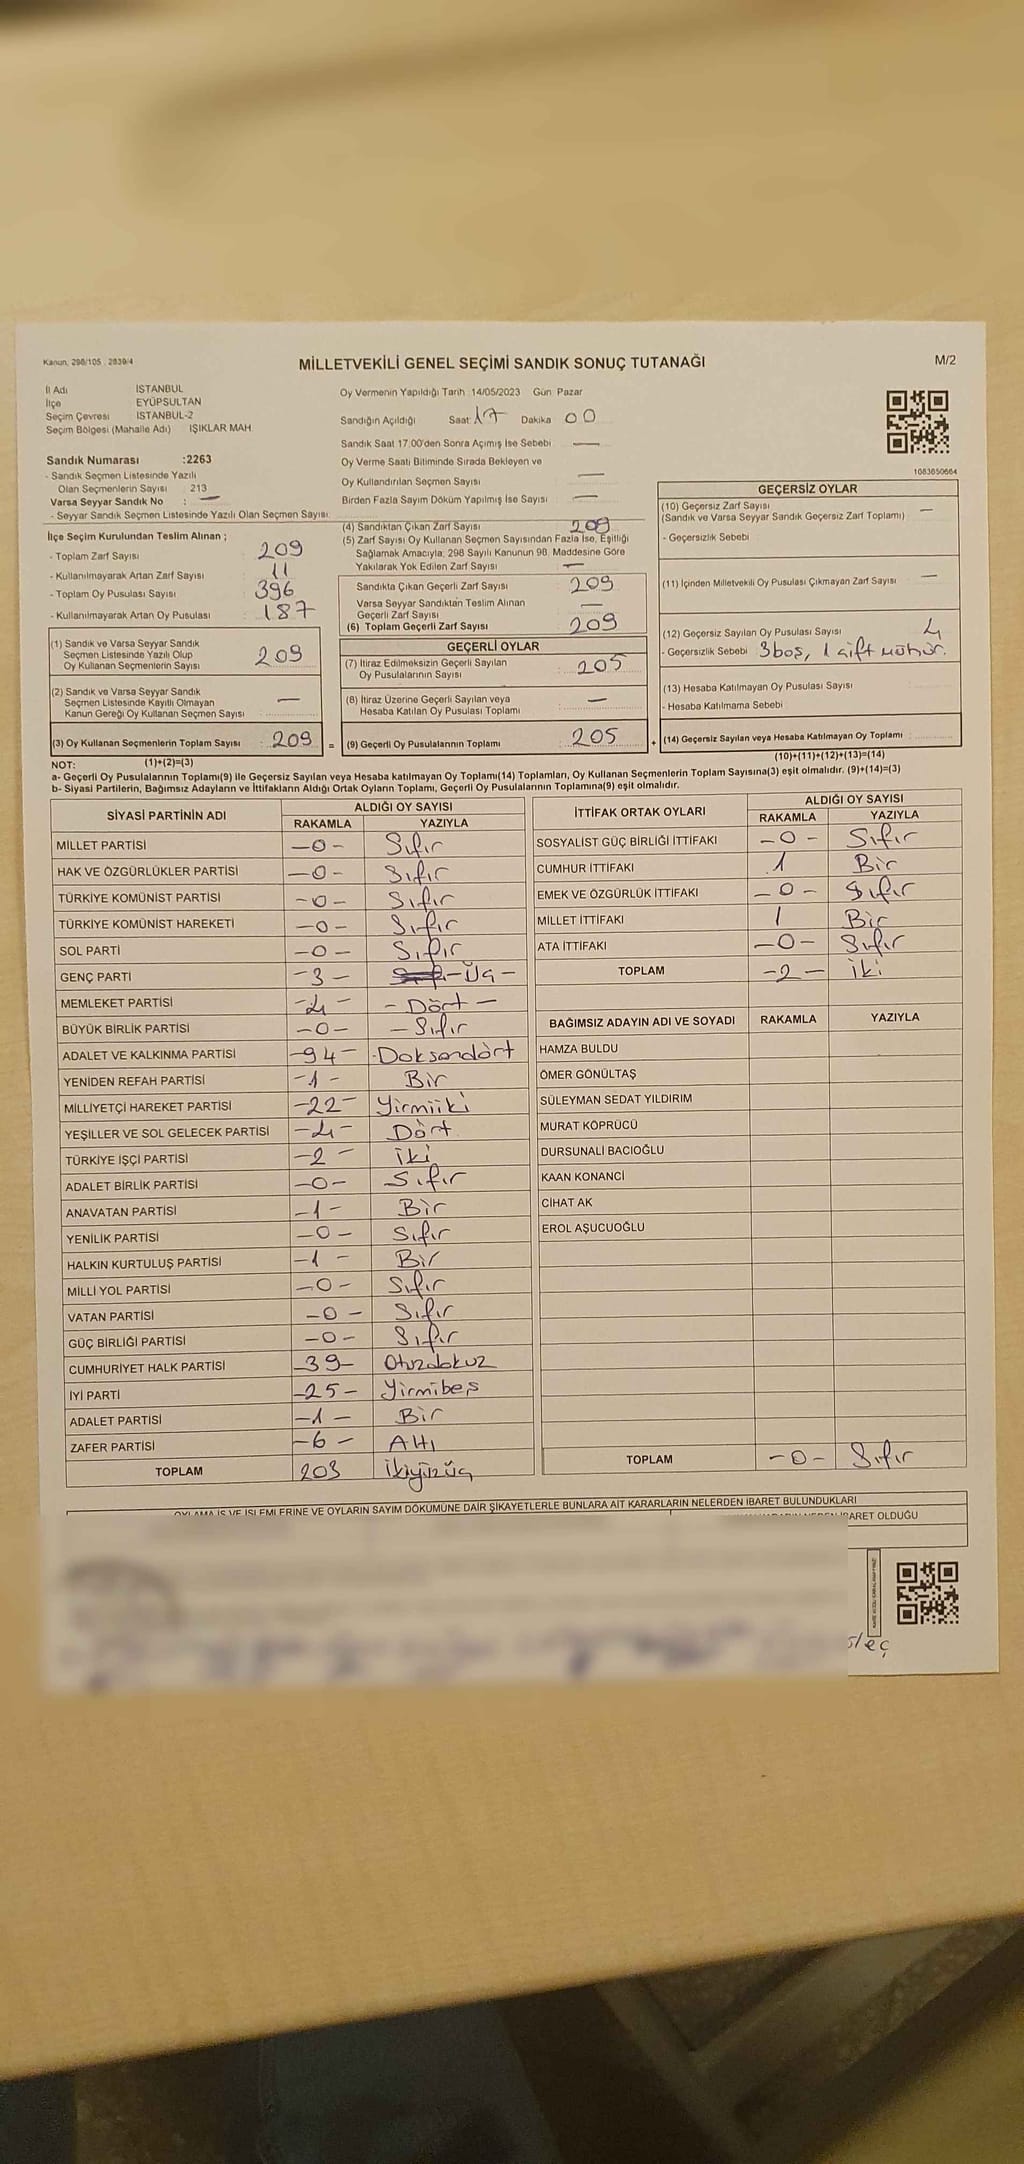 Kanun: 298/105 2839/4
MİLLETVEKİLİ GENEL SEÇİMİ SANDIK SONUÇ TUTANAĞI
M/2
İl Adı İSTANBUL
İlçe EYÜPSULTAN
Seçim Çevresi İSTANBUL-2
Seçim Bölgesi (Mahalle Adı) IŞIKLAR MAH
Sandık Numarası :2263
- Sandık Seçmen Listesinde Yazılı
Olan Seçmenlerin Sayısı : 213
Varsa Seyyar Sandık No : —
- Seyyar Sandık Seçmen Listesinde Yazılı Olan Seçmen Sayısı:
Oy Vermenin Yapıldığı Tarih 14/05/2023 Gün Pazar
Sandığın Açıldığı Saat 17 Dakika 00
Sandık Saat 17.00'den Sonra Açımış İse Sebebi —
Oy Verme Saati Bitiminde Sırada Bekleyen ve
Oy Kullandırılan Seçmen Sayısı —
Birden Fazla Sayım Döküm Yapılmış İse Sayısı —
1083650664
İlçe Seçim Kurulundan Teslim Alınan ;
- Toplam Zarf Sayısı 209
- Kullanılmayarak Artan Zarf Sayısı 11
- Toplam Oy Pusulası Sayısı 396
- Kullanılmayarak Artan Oy Pusulası : 187
(1) Sandık ve Varsa Seyyar Sandık
Seçmen Listesinde Yazılı Olup
Oy Kullanan Seçmenlerin Sayısı 209
(2) Sandık ve Varsa Seyyar Sandık
Seçmen Listesinde Kayıtlı Olmayan
Kanun Gereği Oy Kullanan Seçmen Sayısı —
(3) Oy Kullanan Seçmenlerin Toplam Sayısı : 209 =
(4) Sandıktan Çıkan Zarf Sayısı 209
(5) Zarf Sayısı Oy Kullanan Seçmen Sayısından Fazla İse, Eşitliği
Sağlamak Amacıyla; 298 Sayılı Kanunun 98. Maddesine Göre
Yakılarak Yok Edilen Zarf Sayısı —
Sandıkta Çıkan Geçerli Zarf Sayısı 209
Varsa Seyyar Sandıktan Teslim Alınan
Geçerli Zarf Sayısı —
(6) Toplam Geçerli Zarf Sayısı 209
GEÇERLİ OYLAR
(7) İtiraz Edilmeksizin Geçerli Sayılan
Oy Pusulalarının Sayısı : 205
(8) İtiraz Üzerine Geçerli Sayılan veya
Hesaba Katılan Oy Pusulası Toplamı —
(9) Geçerli Oy Pusulalarının Toplamı : 205 +
GEÇERSİZ OYLAR
(10) Geçersiz Zarf Sayısı
(Sandık ve Varsa Seyyar Sandık Geçersiz Zarf Toplamı) —
- Geçersizlik Sebebi
(11) İçinden Milletvekili Oy Pusulası Çıkmayan Zarf Sayısı —
(12) Geçersiz Sayılan Oy Pusulası Sayısı 4
- Geçersizlik Sebebi 3 boş, 1 çift mühür.
(13) Hesaba Katılmayan Oy Pusulası Sayısı
- Hesaba Katılmama Sebebi
(14) Geçersiz Sayılan veya Hesaba Katılmayan Oy Toplamı :
NOT: (1)+(2)=(3) (10)+(11)+(12)+(13)=(14)
a- Geçerli Oy Pusulalarının Toplamı(9) ile Geçersiz Sayılan veya Hesaba katılmayan Oy Toplamı(14) Toplamları, Oy Kullanan Seçmenlerin Toplam Sayısına(3) eşit olmalıdır. (9)+(14)=(3)
b- Siyasi Partilerin, Bağımsız Adayların ve İttifakların Aldığı Ortak Oyların Toplamı, Geçerli Oy Pusulalarının Toplamına(9) eşit olmalıdır.
SİYASİ PARTİNİN ADI ALDIĞI OY SAYISI
RAKAMLA YAZIYLA
MİLLET PARTİSİ -0- Sıfır
HAK VE ÖZGÜRLÜKLER PARTİSİ -0- Sıfır
TÜRKİYE KOMÜNİST PARTİSİ -0- Sıfır
TÜRKİYE KOMÜNİST HAREKETİ -0- Sıfır
SOL PARTİ -0- Sıfır
GENÇ PARTİ -3- -Üç-
MEMLEKET PARTİSİ -4- -Dört-
BÜYÜK BİRLİK PARTİSİ -0- -Sıfır
ADALET VE KALKINMA PARTİSİ -94- -Doksandört
YENİDEN REFAH PARTİSİ -1- Bir
MİLLİYETÇİ HAREKET PARTİSİ -22- Yirmiiki
YEŞİLLER VE SOL GELECEK PARTİSİ -4- Dört
TÜRKİYE İŞÇİ PARTİSİ -2- iki
ADALET BİRLİK PARTİSİ -0- Sıfır
ANAVATAN PARTİSİ -1- Bir
YENİLİK PARTİSİ -0- Sıfır
HALKIN KURTULUŞ PARTİSİ -1- Bir
MİLLİ YOL PARTİSİ -0- Sıfır
VATAN PARTİSİ -0- Sıfır
GÜÇ BİRLİĞİ PARTİSİ -0- Sıfır
CUMHURİYET HALK PARTİSİ -39- Otuzdokuz
İYİ PARTİ -25- Yirmibeş
ADALET PARTİSİ -1- Bir
ZAFER PARTİSİ -6- Altı
TOPLAM 203 ikiyüzüç
İTTİFAK ORTAK OYLARI ALDIĞI OY SAYISI
RAKAMLA YAZIYLA
SOSYALİST GÜÇ BİRLİĞİ İTTİFAKI -0- Sıfır
CUMHUR İTTİFAKI 1 Bir
EMEK VE ÖZGÜRLÜK İTTİFAKI -0- Sıfır
MİLLET İTTİFAKI 1 Bir
ATA İTTİFAKI -0- Sıfır
TOPLAM -2- iki
BAĞIMSIZ ADAYIN ADI VE SOYADI RAKAMLA YAZIYLA
HAMZA BULDU
ÖMER GÖNÜLTAŞ
SÜLEYMAN SEDAT YILDIRIM
MURAT KÖPRÜCÜ
DURSUNALİ BACIOĞLU
KAAN KONANCİ
CİHAT AK
EROL AŞUCUOĞLU
TOPLAM -0- Sıfır
OYLAMA İŞ VE İŞLEMLERİNE VE OYLARIN SAYIM DÖKÜMÜNE DAİR ŞİKAYETLERLE BUNLARA AİT KARARLARIN NELERDEN İBARET BULUNDUKLARI
İBARET OLDUĞU